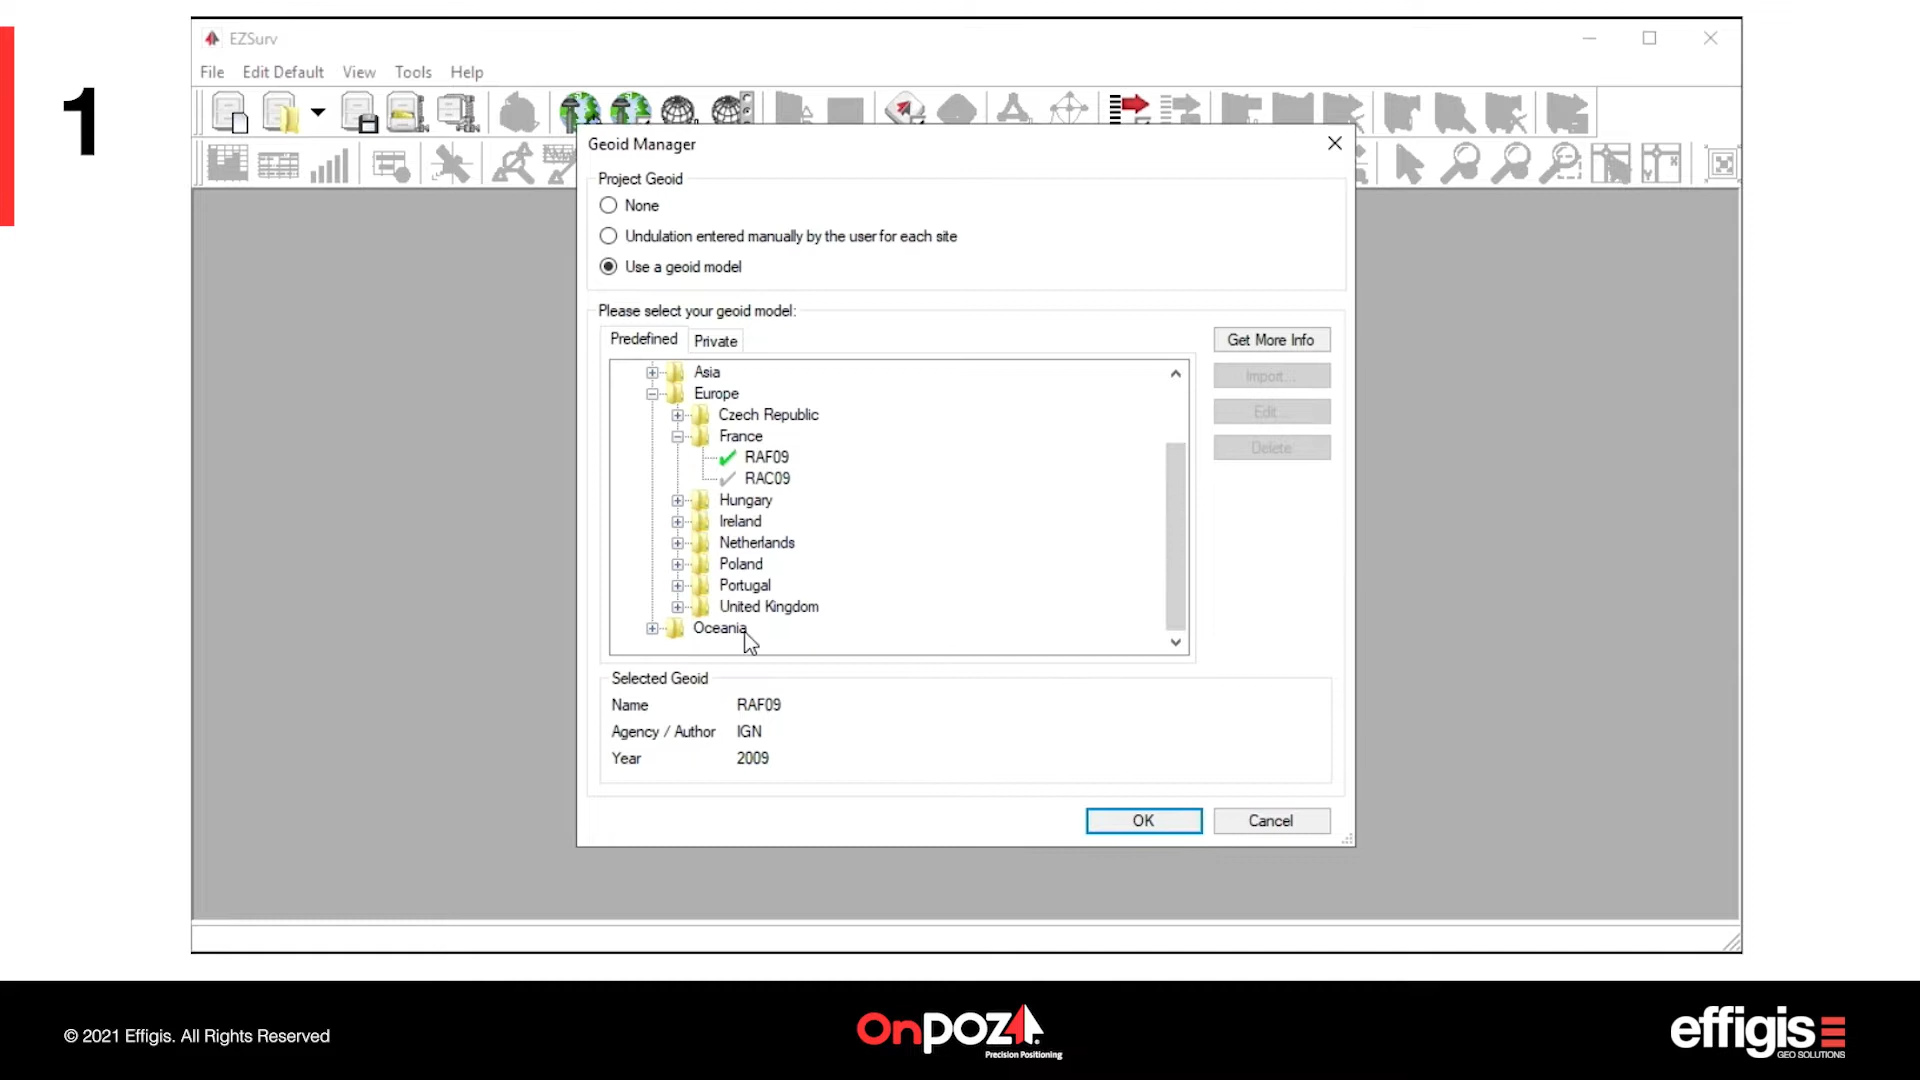 1
EZSurv
File Edit Default View Tools Help
Geoid Manager
Project Geoid
None
Undulation entered manually by the user for each site
Use a geoid model
Please select your geoid model:
Predefined Private
Get More Info
Import...
Edit...
Delete
Asia
Europe
Czech Republic
France
RAF09
RAC09
Hungary
Ireland
Netherlands
Poland
Portugal
United Kingdom
Oceania
Selected Geoid
Name RAF09
Agency / Author IGN
Year 2009
OK Cancel
© 2021 Effigis. All Rights Reserved
OnPOZ
Precision Positioning
effigis
GEO SOLUTIONS